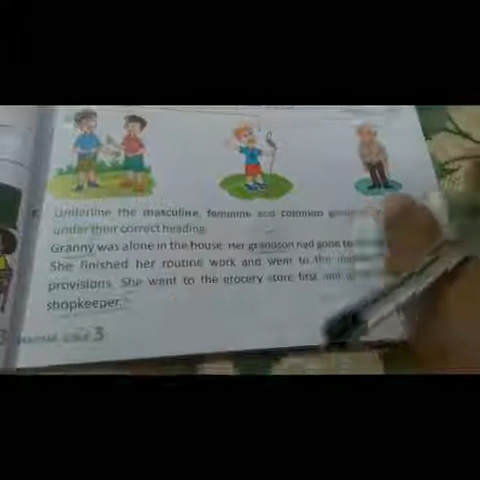 F. Underline the masculine, feminine and common gender
under their correct heading.
Granny was alone in the house. Her grandson had gone to
She finished her routine work and went to the
provisions. She went to the grocery store first and
shopkeeper.
3